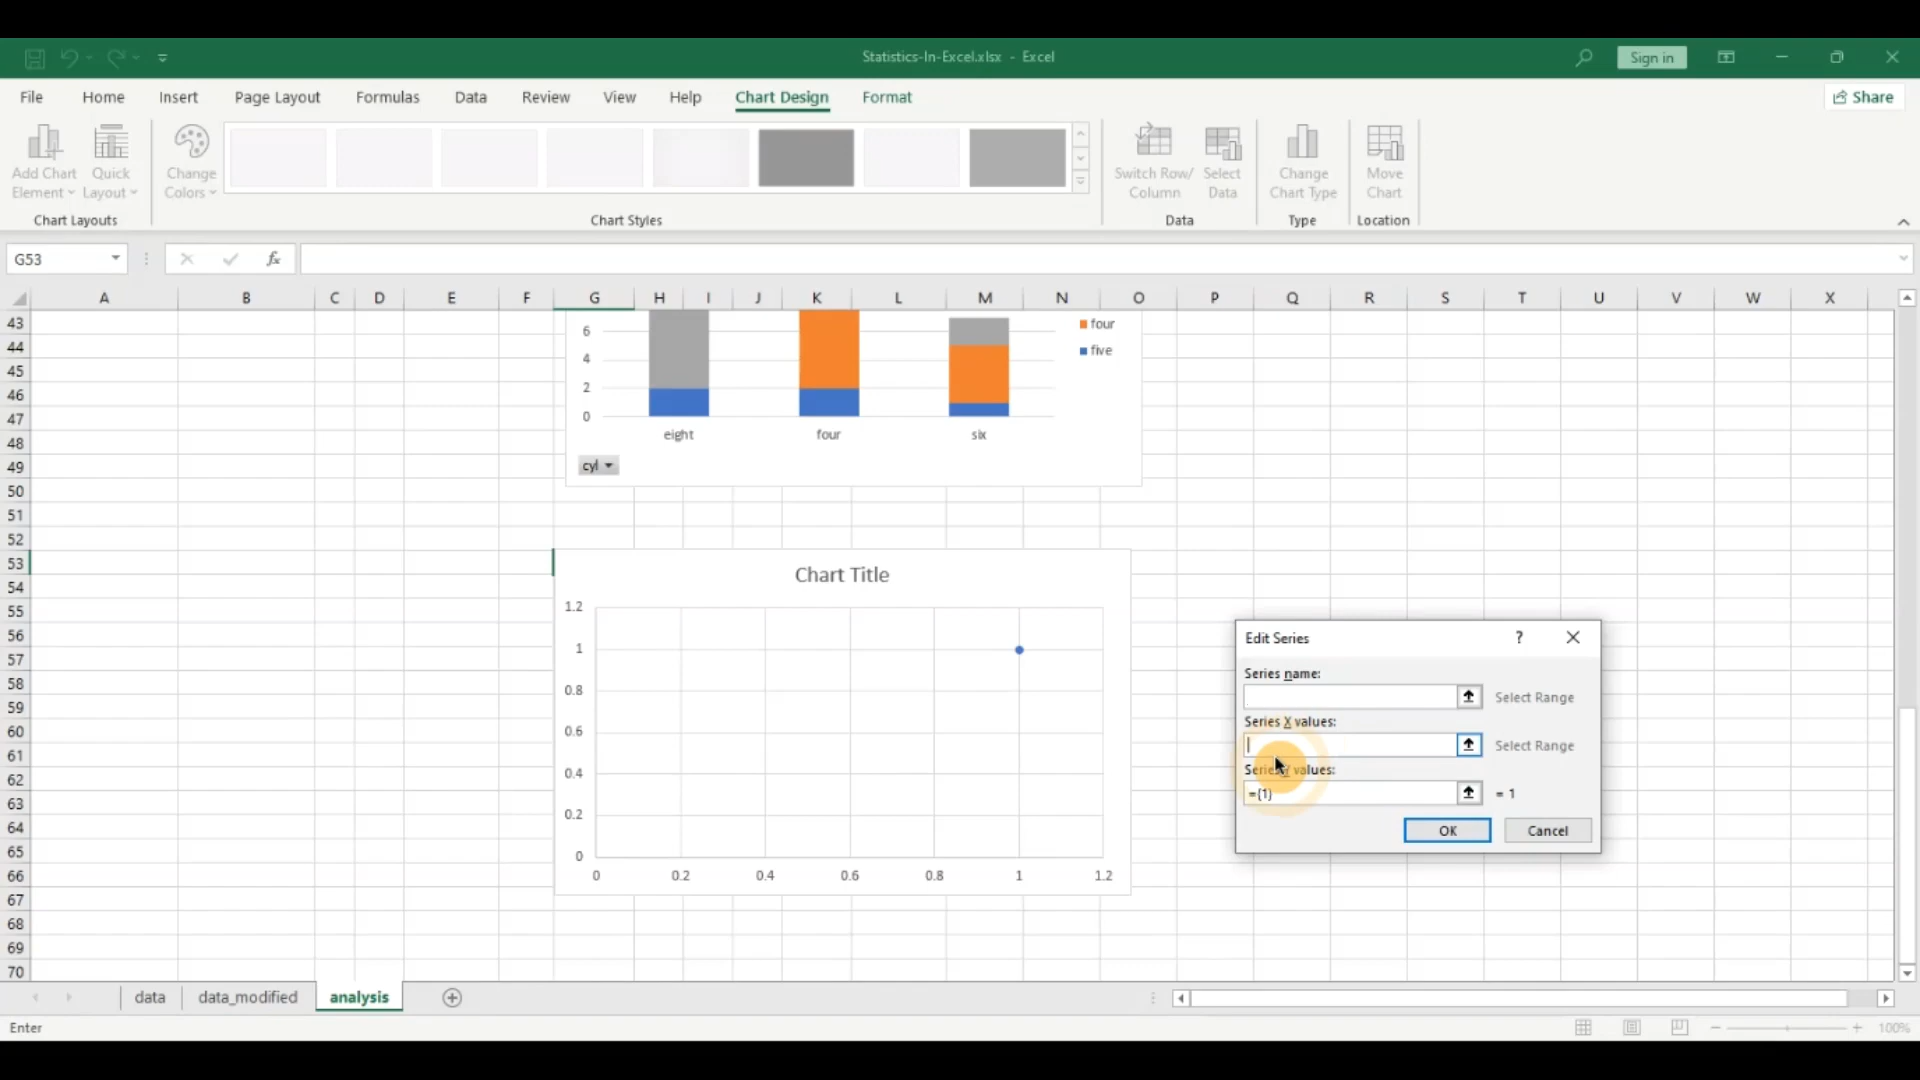 Statistics-In-Excel.xlsx - Excel
Sign in
File Home Insert Page Layout Formulas Data Review View Help Chart Design Format Share
Add Chart Element
Quick Layout
Change Colors
Switch Row/ Column
Select Data
Change Chart Type
Move Chart
Chart Layouts Chart Styles Data Type Location
G53
fx
A B C D E F G H I J K L M N O P Q R S T U V W X
43
44
45
46
47
48
49
50
51
52
53
54
55
56
57
58
59
60
61
62
63
64
65
66
67
68
69
70
6
4
2
0
eight four six
four
five
cyl
Chart Title
1.2
1
0.8
0.6
0.4
0.2
0
0 0.2 0.4 0.6 0.8 1 1.2
Edit Series ?
Series name:
Select Range
Series X values:
Select Range
Series Y values:
={1} = 1
OK Cancel
data data_modified analysis
Enter
100%